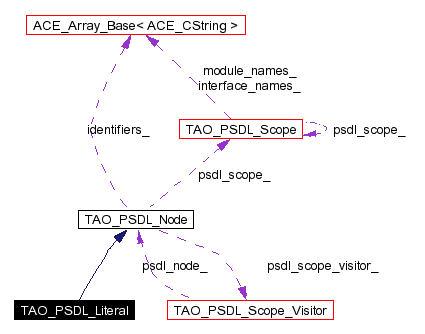 ACE_Array_Base< ACE_CString >
module_names_
interface_names_
identifiers_
TAO_PSDL_Scope
psdl_scope_
psdl_scope_
TAO_PSDL_Node
psdl_node_
psdl_scope_visitor_
TAO_PSDL_Literal
TAO_PSDL_Scope_Visitor